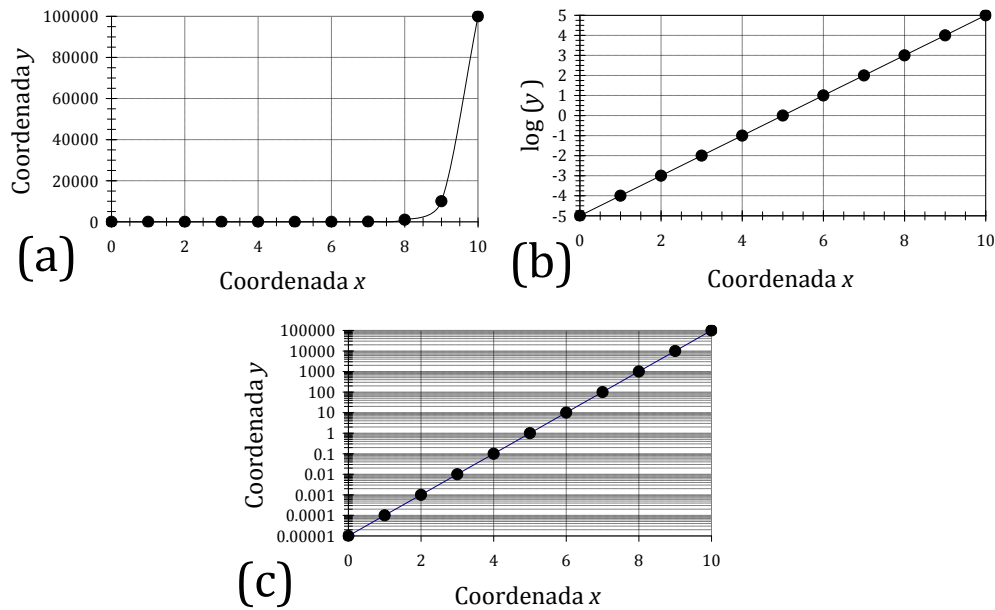 100000
80000
60000
40000
20000
0
Coordenada y
0 2 4 6 8 10
Coordenada x
(a)
5
4
3
2
1
0
-1
-2
-3
-4
-5
log (y)
0 2 4 6 8 10
Coordenada x
(b)
100000
10000
1000
100
10
1
0.1
0.01
0.001
0.0001
0.00001
Coordenada y
0 2 4 6 8 10
Coordenada x
(c)